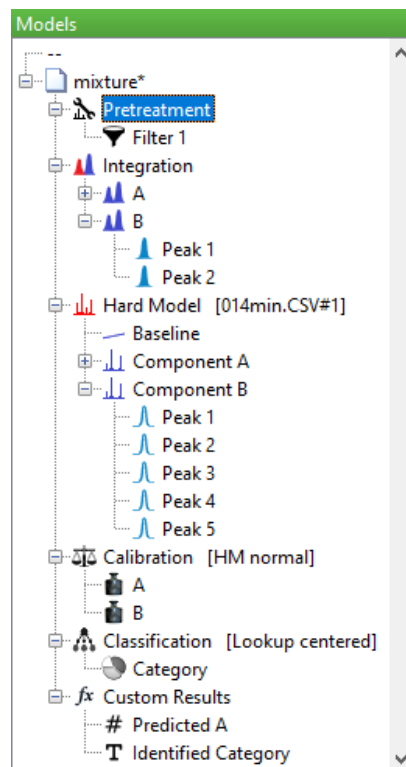 Models
--
mixture*
Pretreatment
Filter 1
Integration
A
B
Peak 1
Peak 2
Hard Model [014min.CSV#1]
Baseline
Component A
Component B
Peak 1
Peak 2
Peak 3
Peak 4
Peak 5
Calibration [HM normal]
A
B
Classification [Lookup centered]
Category
fx Custom Results
# Predicted A
T Identified Category